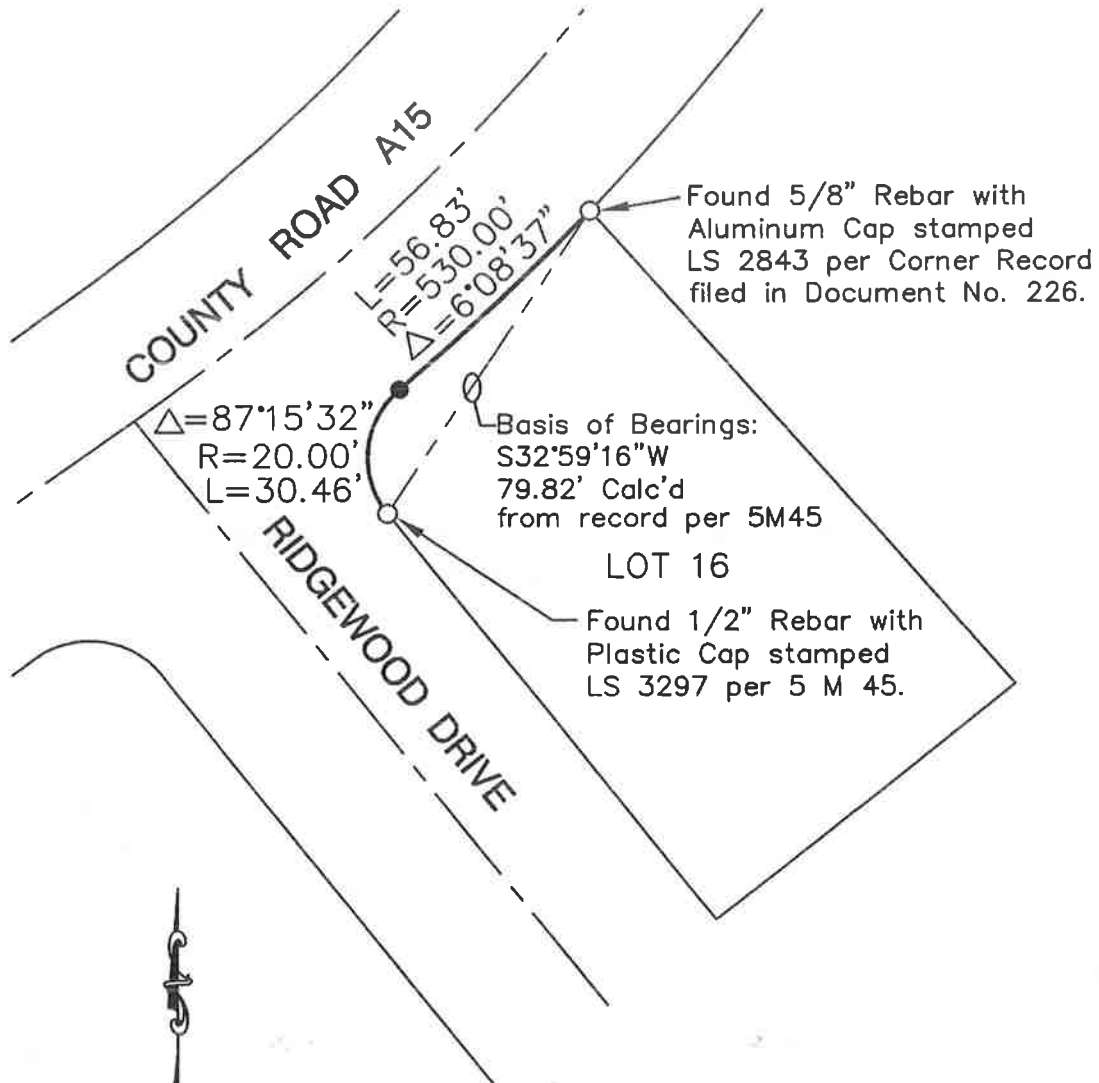 COUNTY ROAD A15
L=56.83'
R=530.00'
△=6°08'37"
Found 5/8" Rebar with
Aluminum Cap stamped
LS 2843 per Corner Record
filed in Document No. 226.
△=87°15'32"
R=20.00'
L=30.46'
Basis of Bearings:
S32°59'16"W
79.82' Calc'd
from record per 5M45
LOT 16
RIDGEWOOD DRIVE
Found 1/2" Rebar with
Plastic Cap stamped
LS 3297 per 5 M 45.